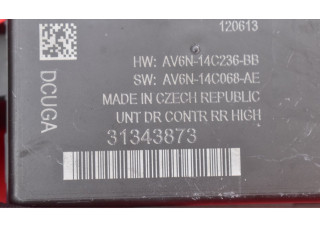 120613
HW: AV6N-14C236-BB
SW: AV6N-14C068-AE
MADE IN CZECH REPUBLIC
UNT DR CONTR RR HIGH
31343873
DCUGA